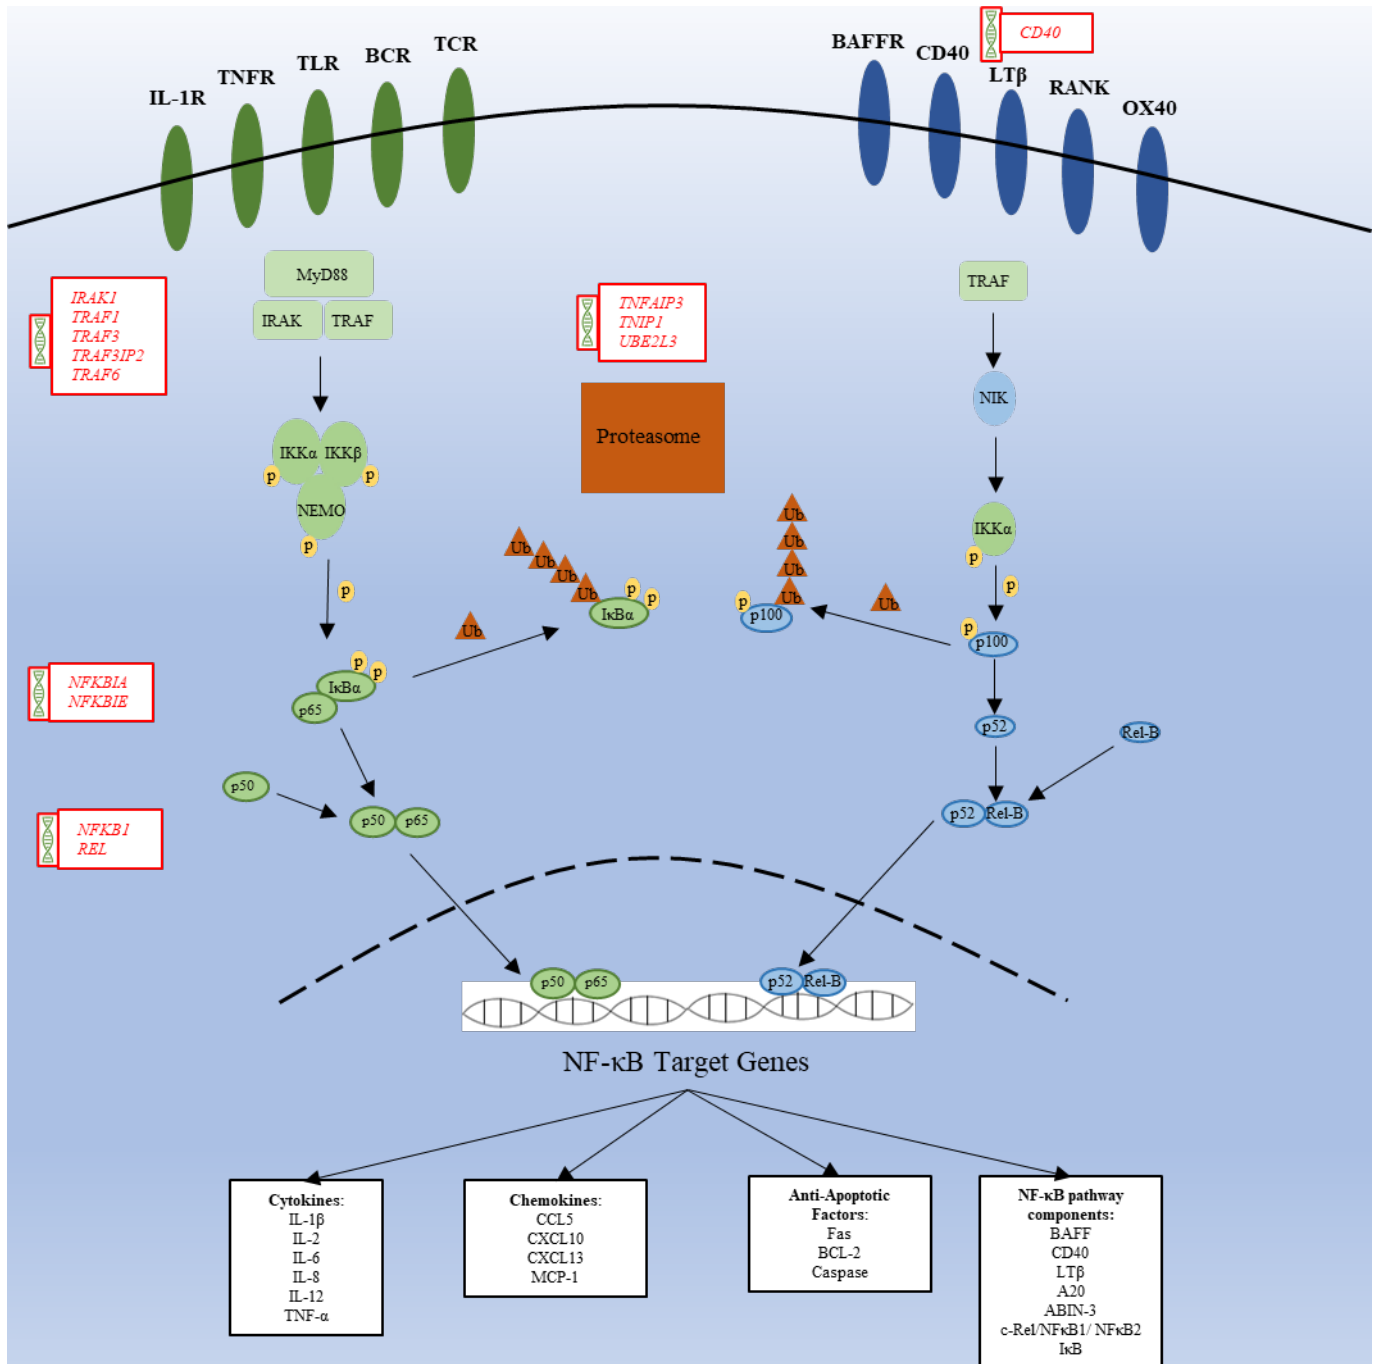 IL-1R
TNFR
TLR
BCR
TCR
BAFFR
CD40
CD40
LTβ
RANK
OX40
MyD88
IRAK
TRAF
IRAK1
TRAF1
TRAF3
TRAF3IP2
TRAF6
TNFAIP3
TNIP1
UBE2L3
Proteasome
TRAF
NIK
IKKα
IKKβ
NEMO
p
p
p
p
IKKα
p
p
Ub
Ub
Ub
Ub
Ub
IκBα
p
p
Ub
Ub
Ub
Ub
Ub
p
p100
p
p100
NFKBIA
NFKBIE
p
p
IκBα
p65
p52
Rel-B
p50
p50
p65
p52
Rel-B
NFKB1
REL
p50
p65
p52
Rel-B
NF-κB Target Genes
Cytokines:
IL-1β
IL-2
IL-6
IL-8
IL-12
TNF-α
Chemokines:
CCL5
CXCL10
CXCL13
MCP-1
Anti-Apoptotic
Factors:
Fas
BCL-2
Caspase
NF-κB pathway
components:
BAFF
CD40
LTβ
A20
ABIN-3
c-Rel/NFκB1/ NFκB2
IκB